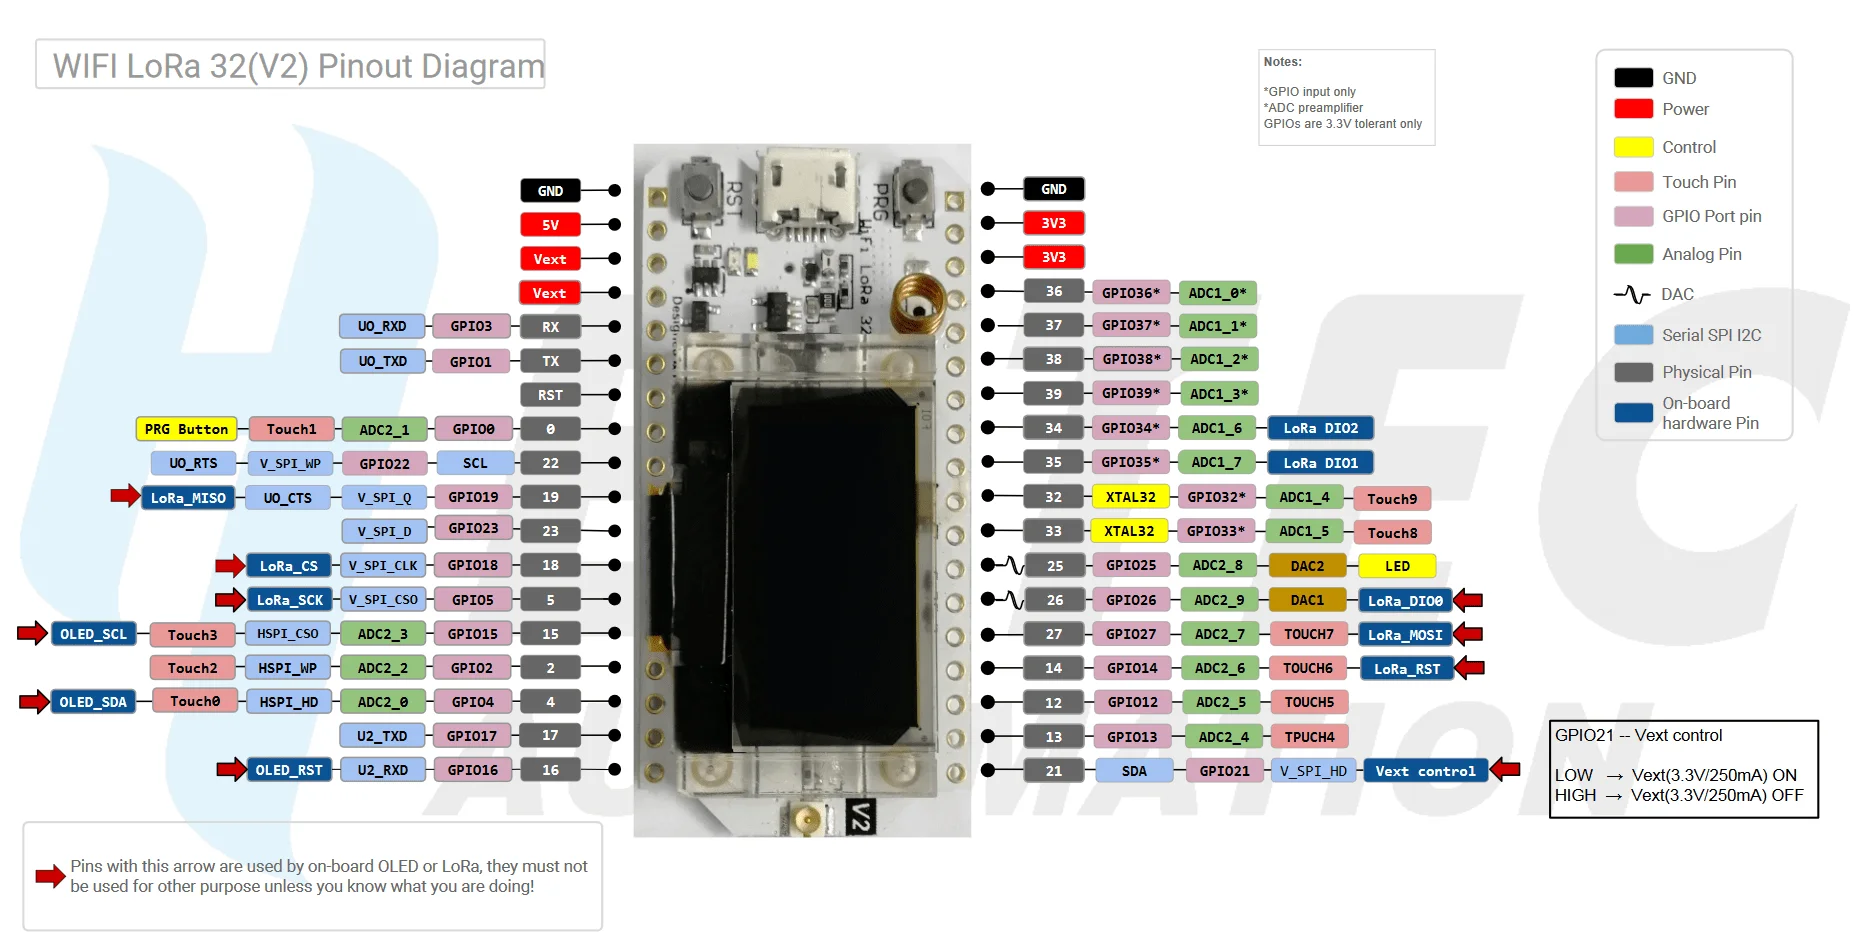 WIFI LoRa 32(V2) Pinout Diagram
Notes:
*GPIO input only
*ADC preamplifier
GPIOs are 3.3V tolerant only
GND
Power
Control
Touch Pin
GPIO Port pin
Analog Pin
DAC
Serial SPI I2C
Physical Pin
On-board
hardware Pin
GND
5V
Vext
Vext
UO_RXD GPIO3 RX
UO_TXD GPIO1 TX
RST
PRG Button Touch1 ADC2_1 GPIO0 0
UO_RTS V_SPI_WP GPIO22 SCL 22
LoRa_MISO UO_CTS V_SPI_Q GPIO19 19
V_SPI_D GPIO23 23
LoRa_CS V_SPI_CLK GPIO18 18
LoRa_SCK V_SPI_CSO GPIO5 5
OLED_SCL Touch3 HSPI_CSO ADC2_3 GPIO15 15
Touch2 HSPI_WP ADC2_2 GPIO2 2
OLED_SDA Touch0 HSPI_HD ADC2_0 GPIO4 4
U2_TXD GPIO17 17
OLED_RST U2_RXD GPIO16 16
RST
PRG
WiFi LoRa 32
V2
GND
3V3
3V3
36 GPIO36* ADC1_0*
37 GPIO37* ADC1_1*
38 GPIO38* ADC1_2*
39 GPIO39* ADC1_3*
34 GPIO34* ADC1_6 LoRa DIO2
35 GPIO35* ADC1_7 LoRa DIO1
32 XTAL32 GPIO32* ADC1_4 Touch9
33 XTAL32 GPIO33* ADC1_5 Touch8
25 GPIO25 ADC2_8 DAC2 LED
26 GPIO26 ADC2_9 DAC1 LoRa_DIO0
27 GPIO27 ADC2_7 TOUCH7 LoRa_MOSI
14 GPIO14 ADC2_6 TOUCH6 LoRa_RST
12 GPIO12 ADC2_5 TOUCH5
13 GPIO13 ADC2_4 TPUCH4
21 SDA GPIO21 V_SPI_HD Vext control
GPIO21 -- Vext control
LOW → Vext(3.3V/250mA) ON
HIGH → Vext(3.3V/250mA) OFF
Pins with this arrow are used by on-board OLED or LoRa, they must not
be used for other purpose unless you know what you are doing!